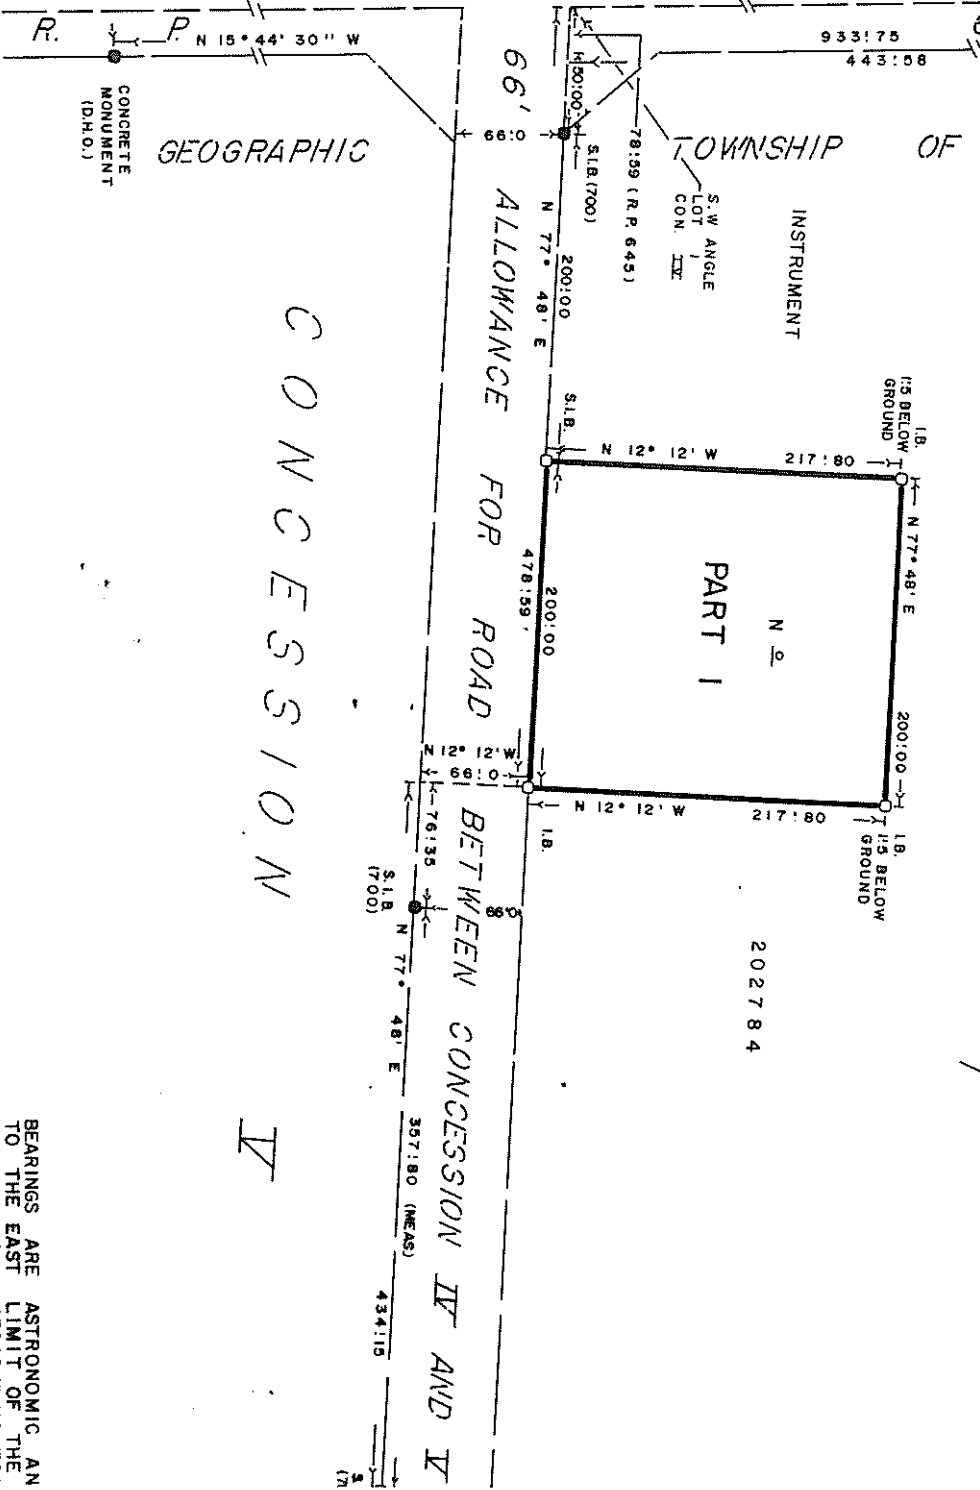 933!75
443!58
TOWNSHIP OF
INSTRUMENT
S.W ANGLE
LOT 1
CON. IV
78!59 (R.P. 645)
50!00
S.I.B.(700)
N 77° 48' E
200!00
66!0
S.I.B.
1!5 BELOW
GROUND
I.B.
N 12° 12' W
217!80
N 77° 48' E
200!00
PART 1
Nº
202784
I.B.
1!5 BELOW
GROUND
N 12° 12' W
217!80
I.B.
200!00
478!59'
66' ALLOWANCE FOR ROAD BETWEEN CONCESSION IV AND V
N 12° 12' W
66!0
76!35
66!0
S.I.B.
(700)
N 77° 48' E
357!80 (MEAS)
434!15
R. P.
N 15° 44' 30" W
CONCRETE
MONUMENT
(D.H.O.)
GEOGRAPHIC
CONCESSION V
BEARINGS ARE ASTRONOMIC AN
TO THE EAST LIMIT OF THE